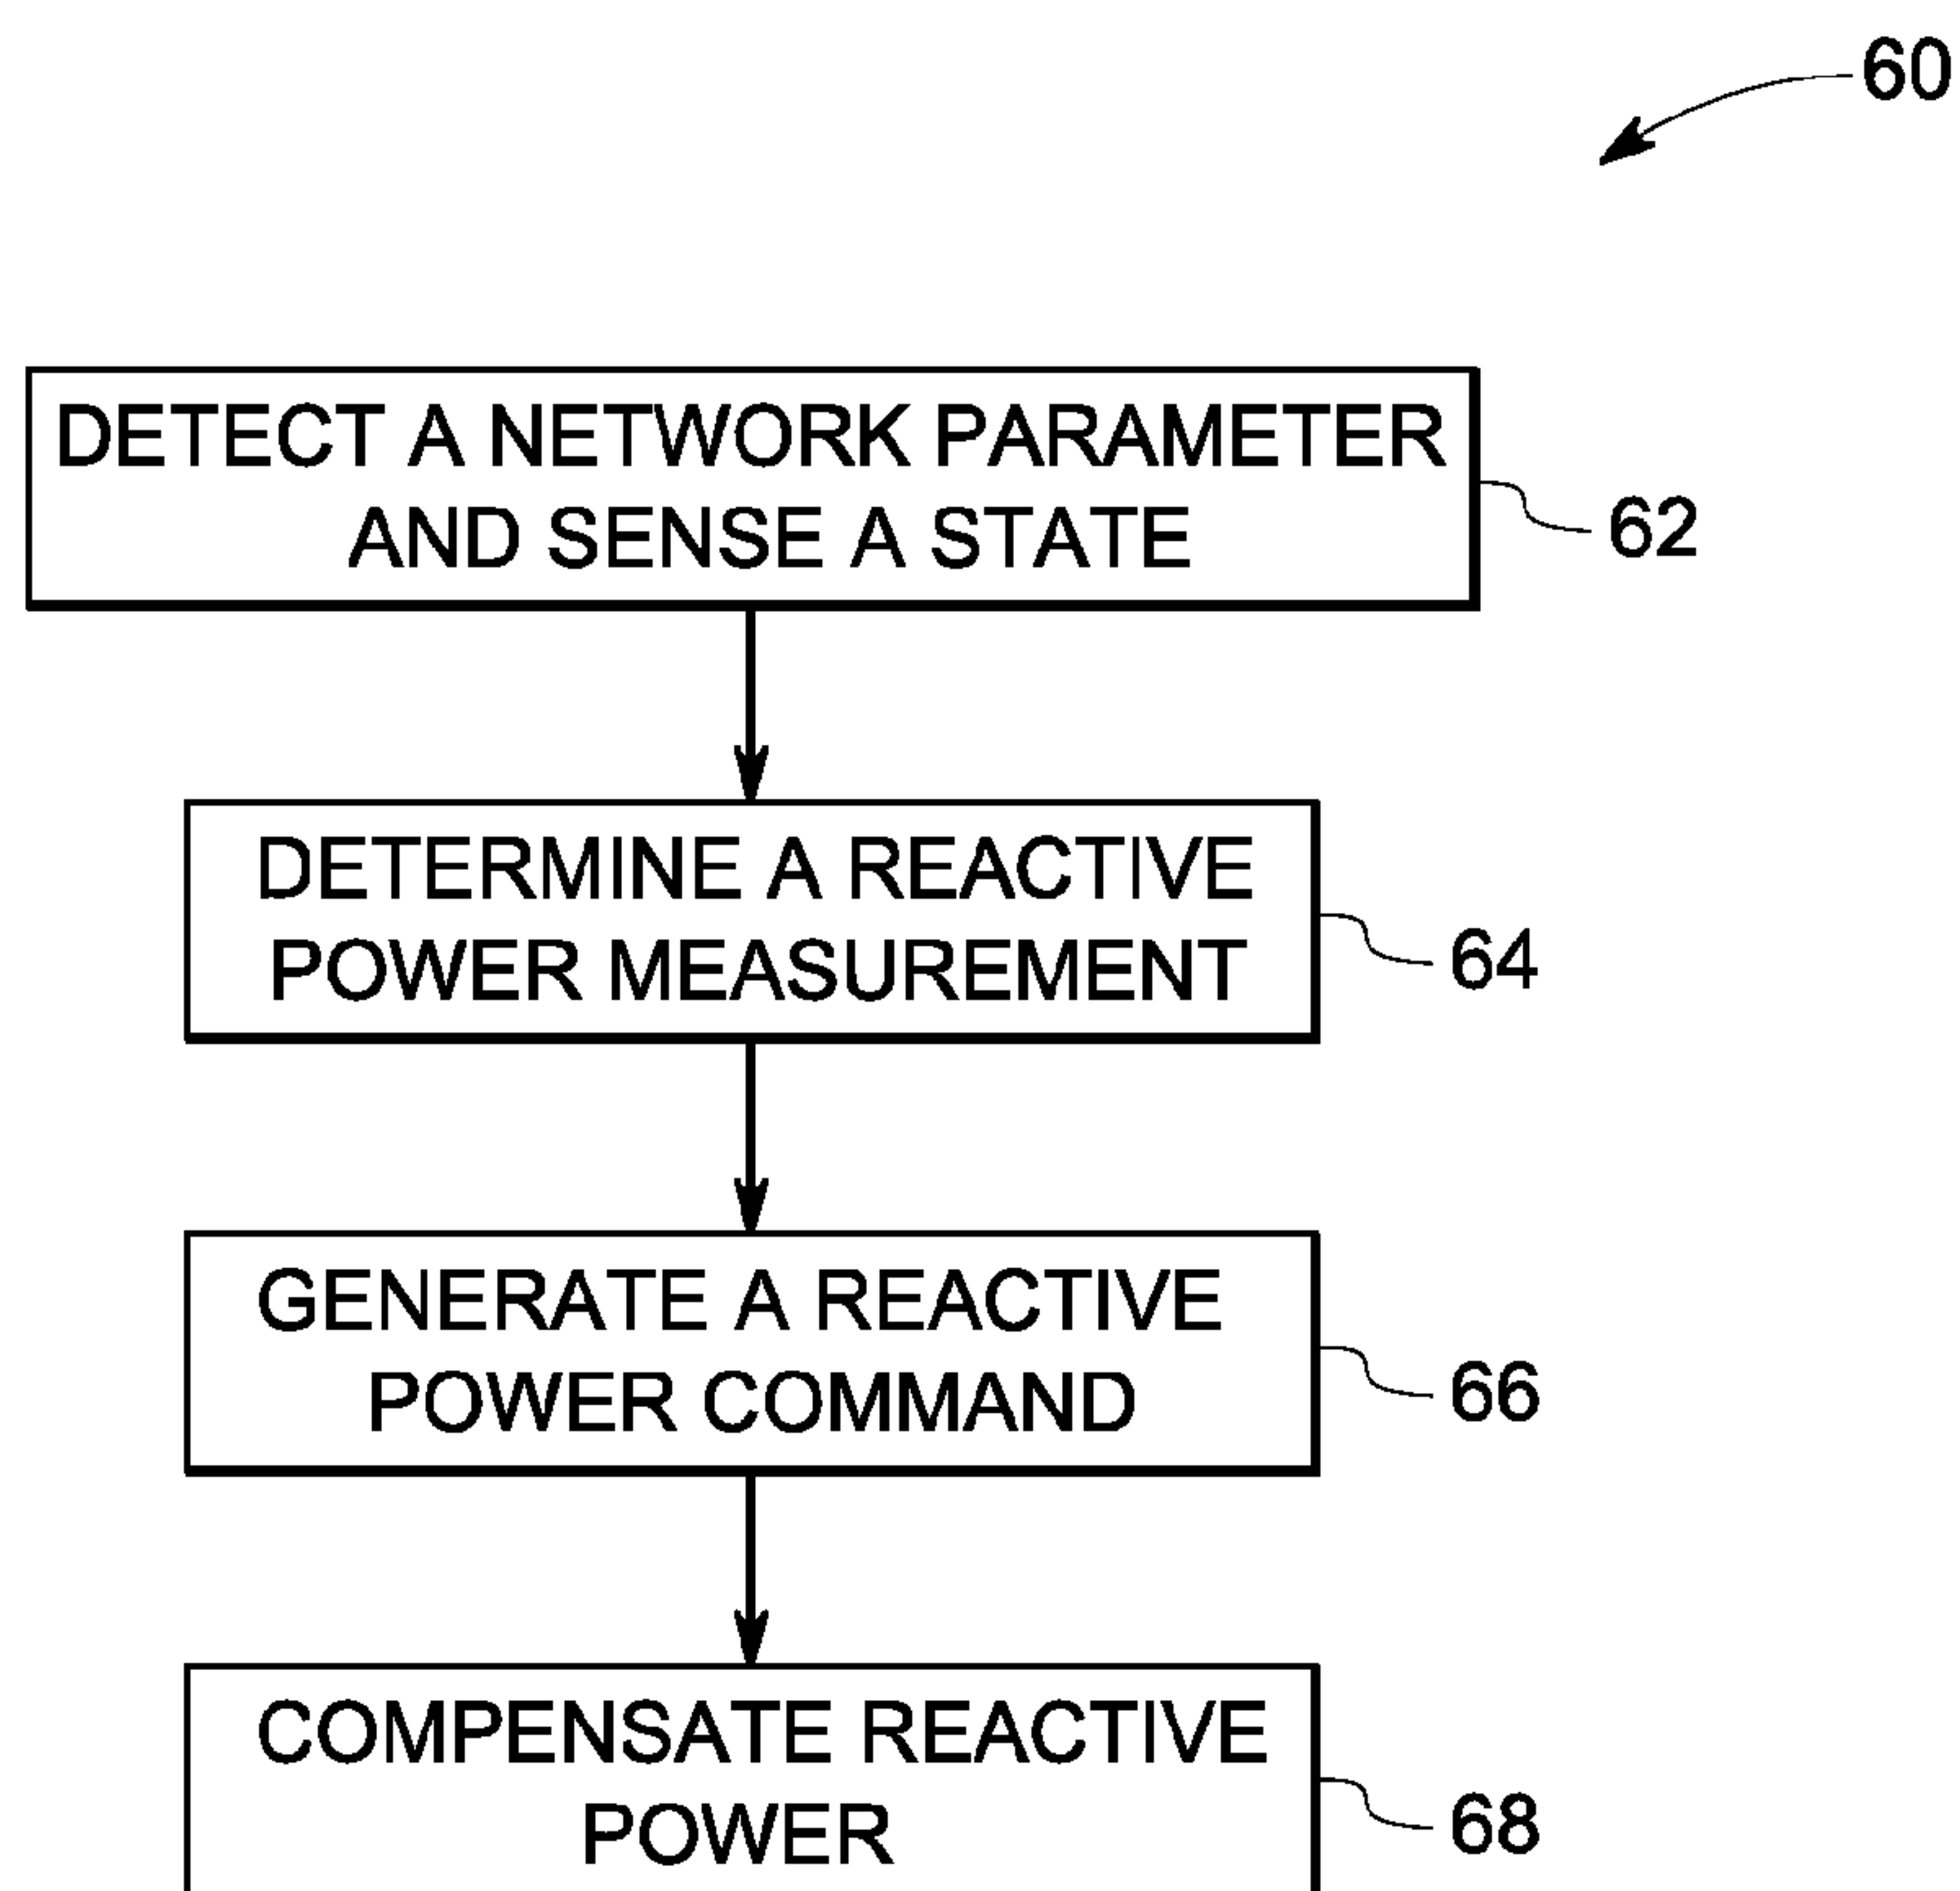 60
DETECT A NETWORK PARAMETER
AND SENSE A STATE
62
DETERMINE A REACTIVE
POWER MEASUREMENT
64
GENERATE A REACTIVE
POWER COMMAND
66
COMPENSATE REACTIVE
POWER
68